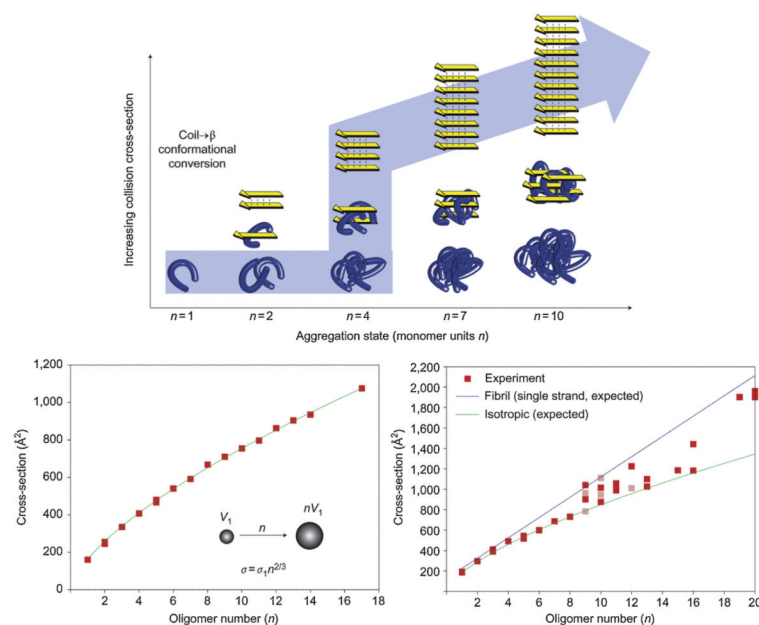 Increasing collision cross-section
Coil→β
conformational
conversion
n = 1
n = 2
n = 4
n = 7
n = 10
Aggregation state (monomer units n)
Cross-section (Å²)
1,200
1,000
800
600
400
200
0
V₁
n
nV₁
σ = σ₁n²/³
0 2 4 6 8 10 12 14 16 18
Oligomer number (n)
Cross-section (Å²)
2,200
2,000
1,800
1,600
1,400
1,200
1,000
800
600
400
200
Experiment
Fibril (single strand, expected)
Isotropic (expected)
2 4 6 8 10 12 14 16 18 20
Oligomer number (n)